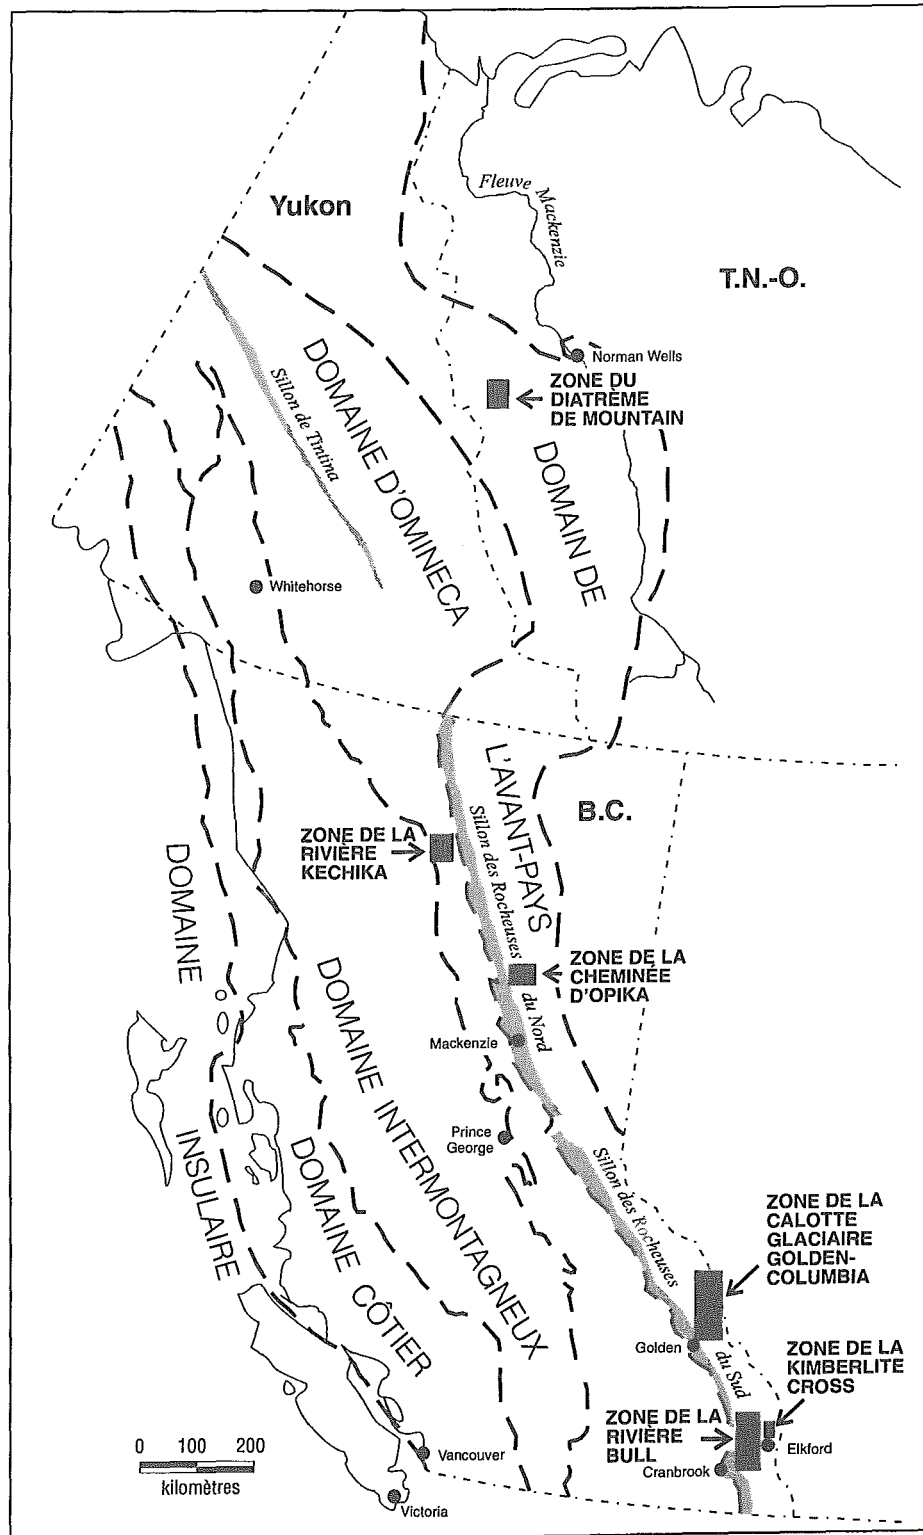 Yukon
Fleuve Mackenzie
T.N.-O.
Norman Wells
ZONE DU
DIATRÈME
DE MOUNTAIN
Sillon de Tintina
DOMAINE D'OMINECA
DOMAIN DE
L'AVANT-PAYS
Whitehorse
B.C.
ZONE DE LA
RIVIÈRE
KECHIKA
Sillon des Rocheuses
du Nord
ZONE DE LA
CHEMINÉE
D'OPIKA
DOMAINE
INSULAIRE
DOMAINE INTERMONTAGNEUX
DOMAINE CÔTIER
Mackenzie
Prince
George
Sillon des Rocheuses
du Sud
ZONE DE LA
CALOTTE
GLACIAIRE
GOLDEN-
COLUMBIA
Golden
ZONE DE LA
KIMBERLITE
CROSS
ZONE DE LA
RIVIÈRE
BULL
Elkford
Cranbrook
Vancouver
Victoria
0 100 200
kilomètres